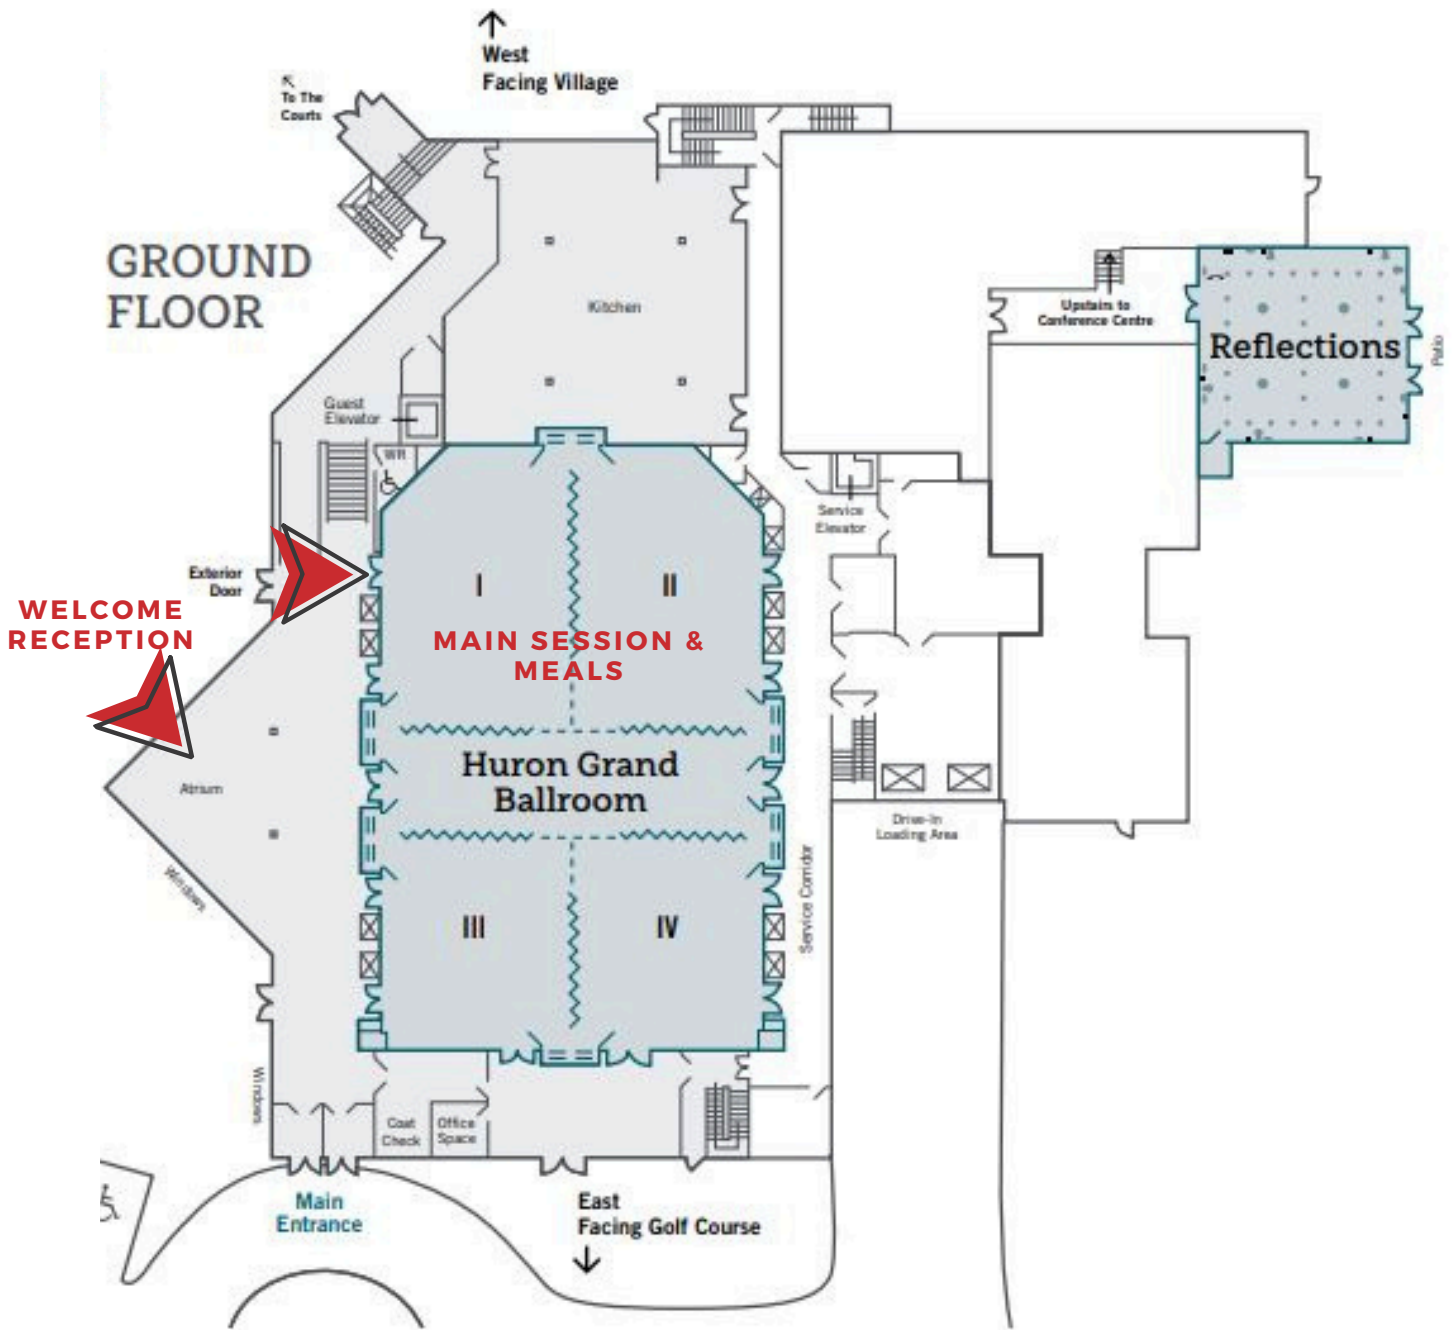 West
Facing Village
To The
Courts
GROUND
FLOOR
Kitchen
Upstairs to
Conference Centre
Reflections
Patio
Guest
Elevator
WR
Service
Elevator
Exterior
Door
WELCOME
RECEPTION
I
II
MAIN SESSION &
MEALS
Huron Grand
Ballroom
Atrium
Drive-In
Loading Area
Windows
Service Corridor
III
IV
Windows
Coat
Check
Office
Space
Main
Entrance
East
Facing Golf Course